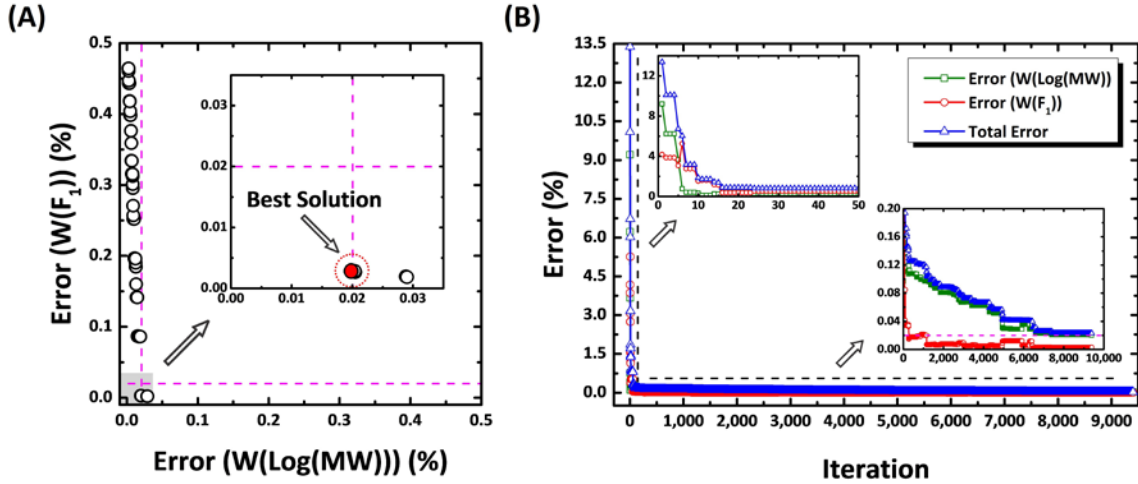 (A)
Error (W(F₁)) (%)
0.5
0.4
0.3
0.2
0.1
0.0
0.0 0.1 0.2 0.3 0.4 0.5
Error (W(Log(MW))) (%)
0.03
0.02
0.01
0.00
0.00 0.01 0.02 0.03
Best Solution
(B)
Error (%)
13.5
12.0
10.5
9.0
7.5
6.0
4.5
3.0
1.5
0.0
0 1,000 2,000 3,000 4,000 5,000 6,000 7,000 8,000 9,000
Iteration
12
8
4
0
0 10 20 30 40 50
Error (W(Log(MW))
Error (W(F₁))
Total Error
0.20
0.16
0.12
0.08
0.04
0.00
0 2,000 4,000 6,000 8,000 10,000